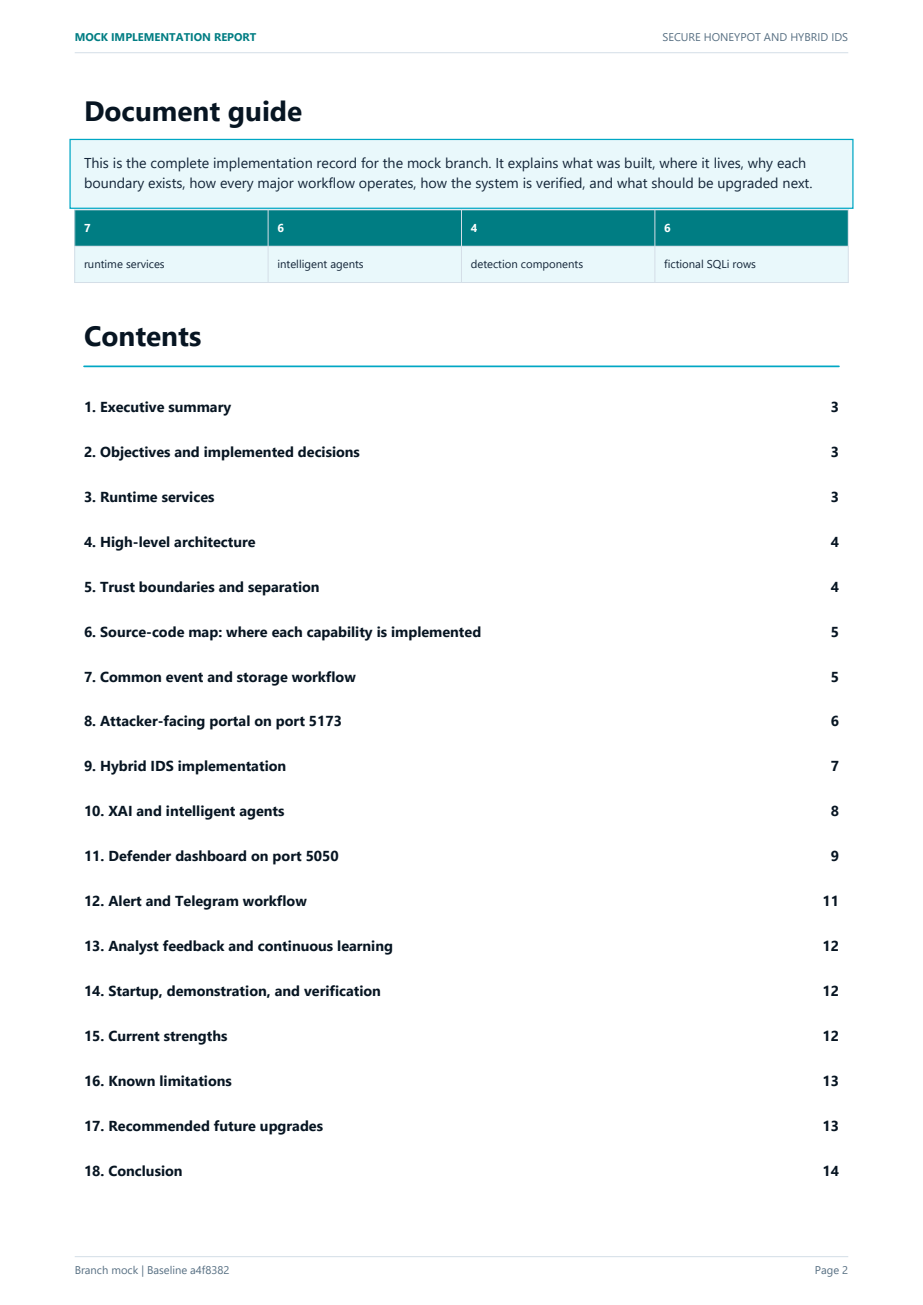 MOCK IMPLEMENTATION REPORT
SECURE HONEYPOT AND HYBRID IDS
Document guide
This is the complete implementation record for the mock branch. It explains what was built, where it lives, why each
boundary exists, how every major workflow operates, how the system is verified, and what should be upgraded next.
7 6 4 6
runtime services intelligent agents detection components fictional SQLi rows
Contents
1. Executive summary 3
2. Objectives and implemented decisions 3
3. Runtime services 3
4. High-level architecture 4
5. Trust boundaries and separation 4
6. Source-code map: where each capability is implemented 5
7. Common event and storage workflow 5
8. Attacker-facing portal on port 5173 6
9. Hybrid IDS implementation 7
10. XAI and intelligent agents 8
11. Defender dashboard on port 5050 9
12. Alert and Telegram workflow 11
13. Analyst feedback and continuous learning 12
14. Startup, demonstration, and verification 12
15. Current strengths 12
16. Known limitations 13
17. Recommended future upgrades 13
18. Conclusion 14
Branch mock | Baseline a4f8382
Page 2